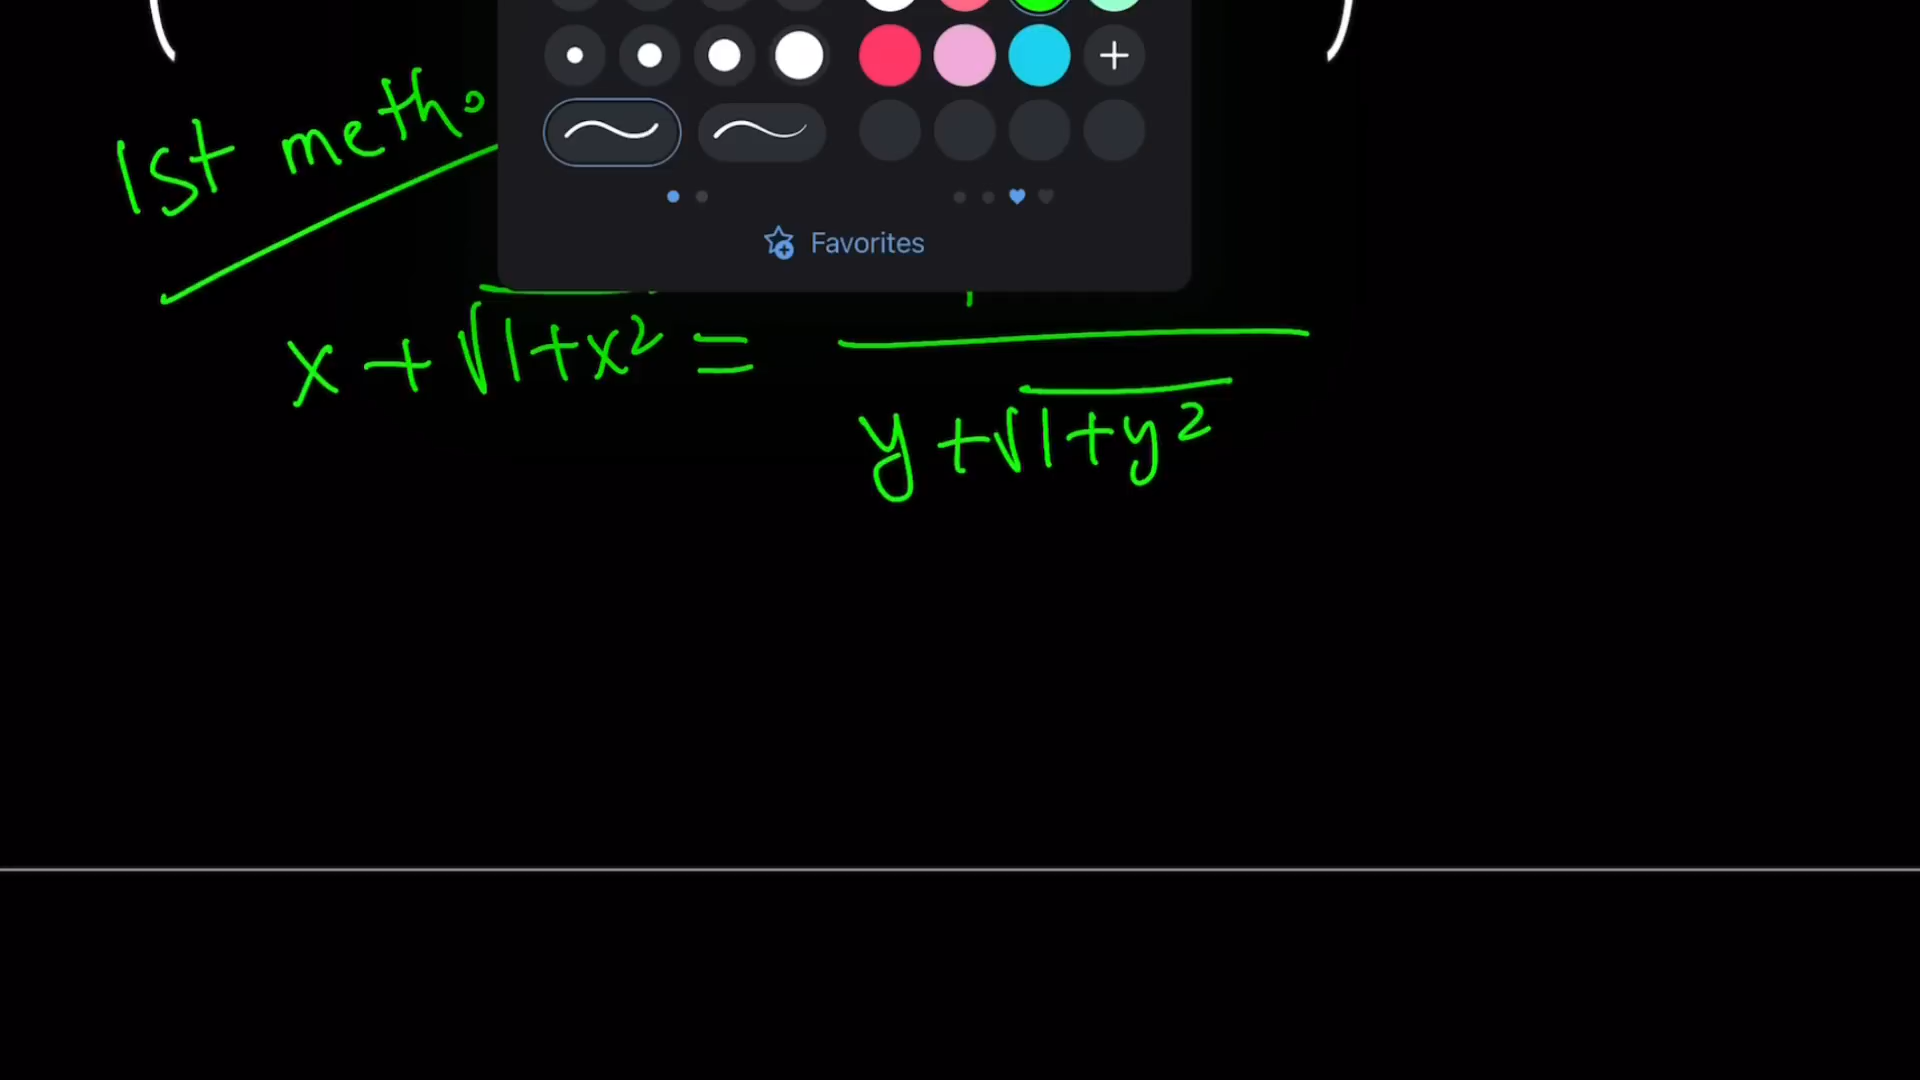 1st metho
Favorites
x + √1+x² =
y + √1+y²